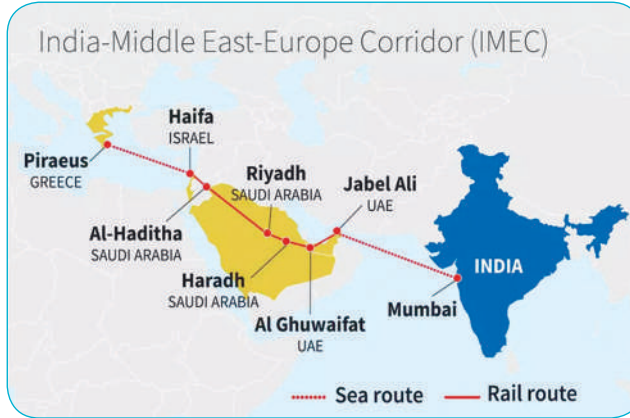 India-Middle East-Europe Corridor (IMEC)
Haifa
ISRAEL
Piraeus
GREECE
Riyadh
SAUDI ARABIA
Jabel Ali
UAE
Al-Haditha
SAUDI ARABIA
Haradh
SAUDI ARABIA
INDIA
Mumbai
Al Ghuwaifat
UAE
Sea route
Rail route